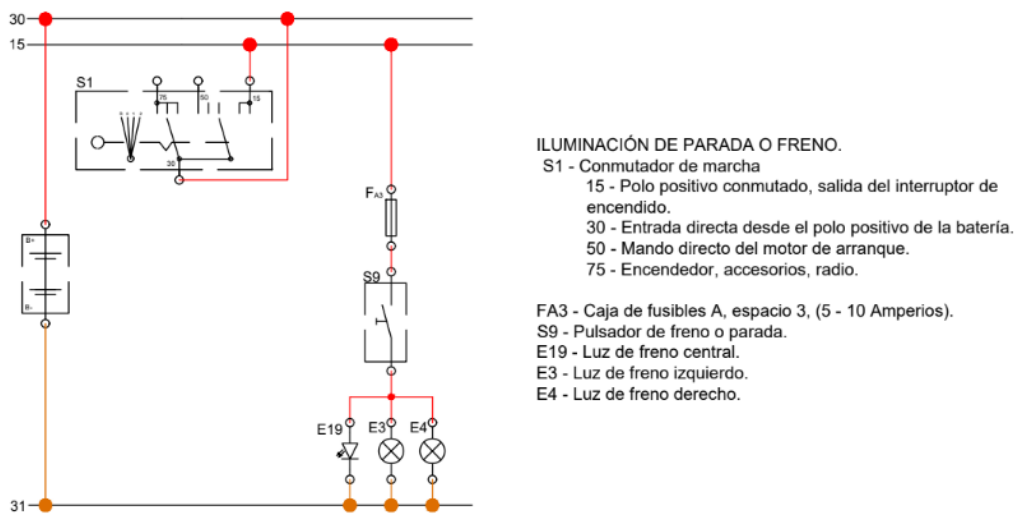 30
15
S1
75
50
15
30
B+
B-
FA3
S9
E19
E3
E4
31
ILUMINACIÓN DE PARADA O FRENO.
S1 - Conmutador de marcha
15 - Polo positivo conmutado, salida del interruptor de
encendido.
30 - Entrada directa desde el polo positivo de la batería.
50 - Mando directo del motor de arranque.
75 - Encendedor, accesorios, radio.
FA3 - Caja de fusibles A, espacio 3, (5 - 10 Amperios).
S9 - Pulsador de freno o parada.
E19 - Luz de freno central.
E3 - Luz de freno izquierdo.
E4 - Luz de freno derecho.